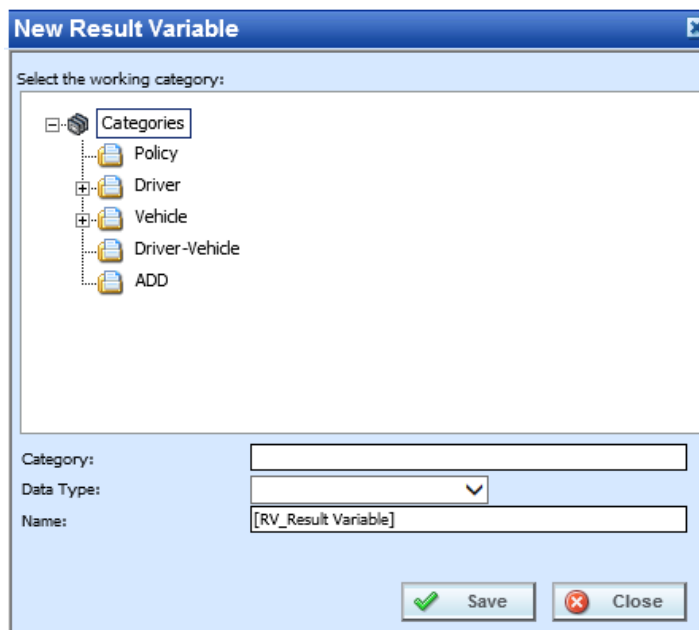 New Result Variable
Select the working category:
Categories
Policy
Driver
Vehicle
Driver-Vehicle
ADD
Category:
Data Type:
Name: [RV_Result Variable]
Save Close